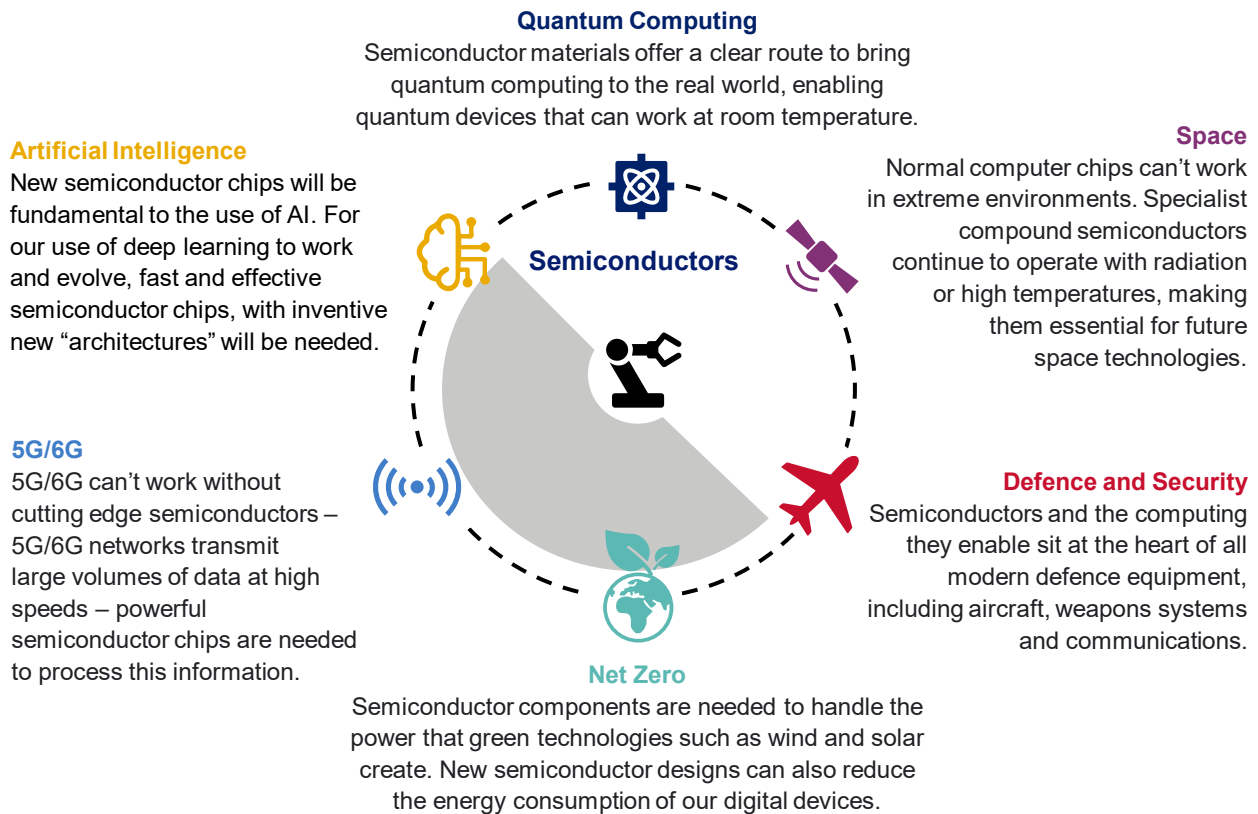 Quantum Computing
Semiconductor materials offer a clear route to bring
quantum computing to the real world, enabling
quantum devices that can work at room temperature.
Artificial Intelligence
New semiconductor chips will be
fundamental to the use of AI. For
our use of deep learning to work
and evolve, fast and effective
semiconductor chips, with inventive
new “architectures” will be needed.
Space
Normal computer chips can’t work
in extreme environments. Specialist
compound semiconductors
continue to operate with radiation
or high temperatures, making
them essential for future
space technologies.
Semiconductors
5G/6G
5G/6G can’t work without
cutting edge semiconductors –
5G/6G networks transmit
large volumes of data at high
speeds – powerful
semiconductor chips are needed
to process this information.
Defence and Security
Semiconductors and the computing
they enable sit at the heart of all
modern defence equipment,
including aircraft, weapons systems
and communications.
Net Zero
Semiconductor components are needed to handle the
power that green technologies such as wind and solar
create. New semiconductor designs can also reduce
the energy consumption of our digital devices.